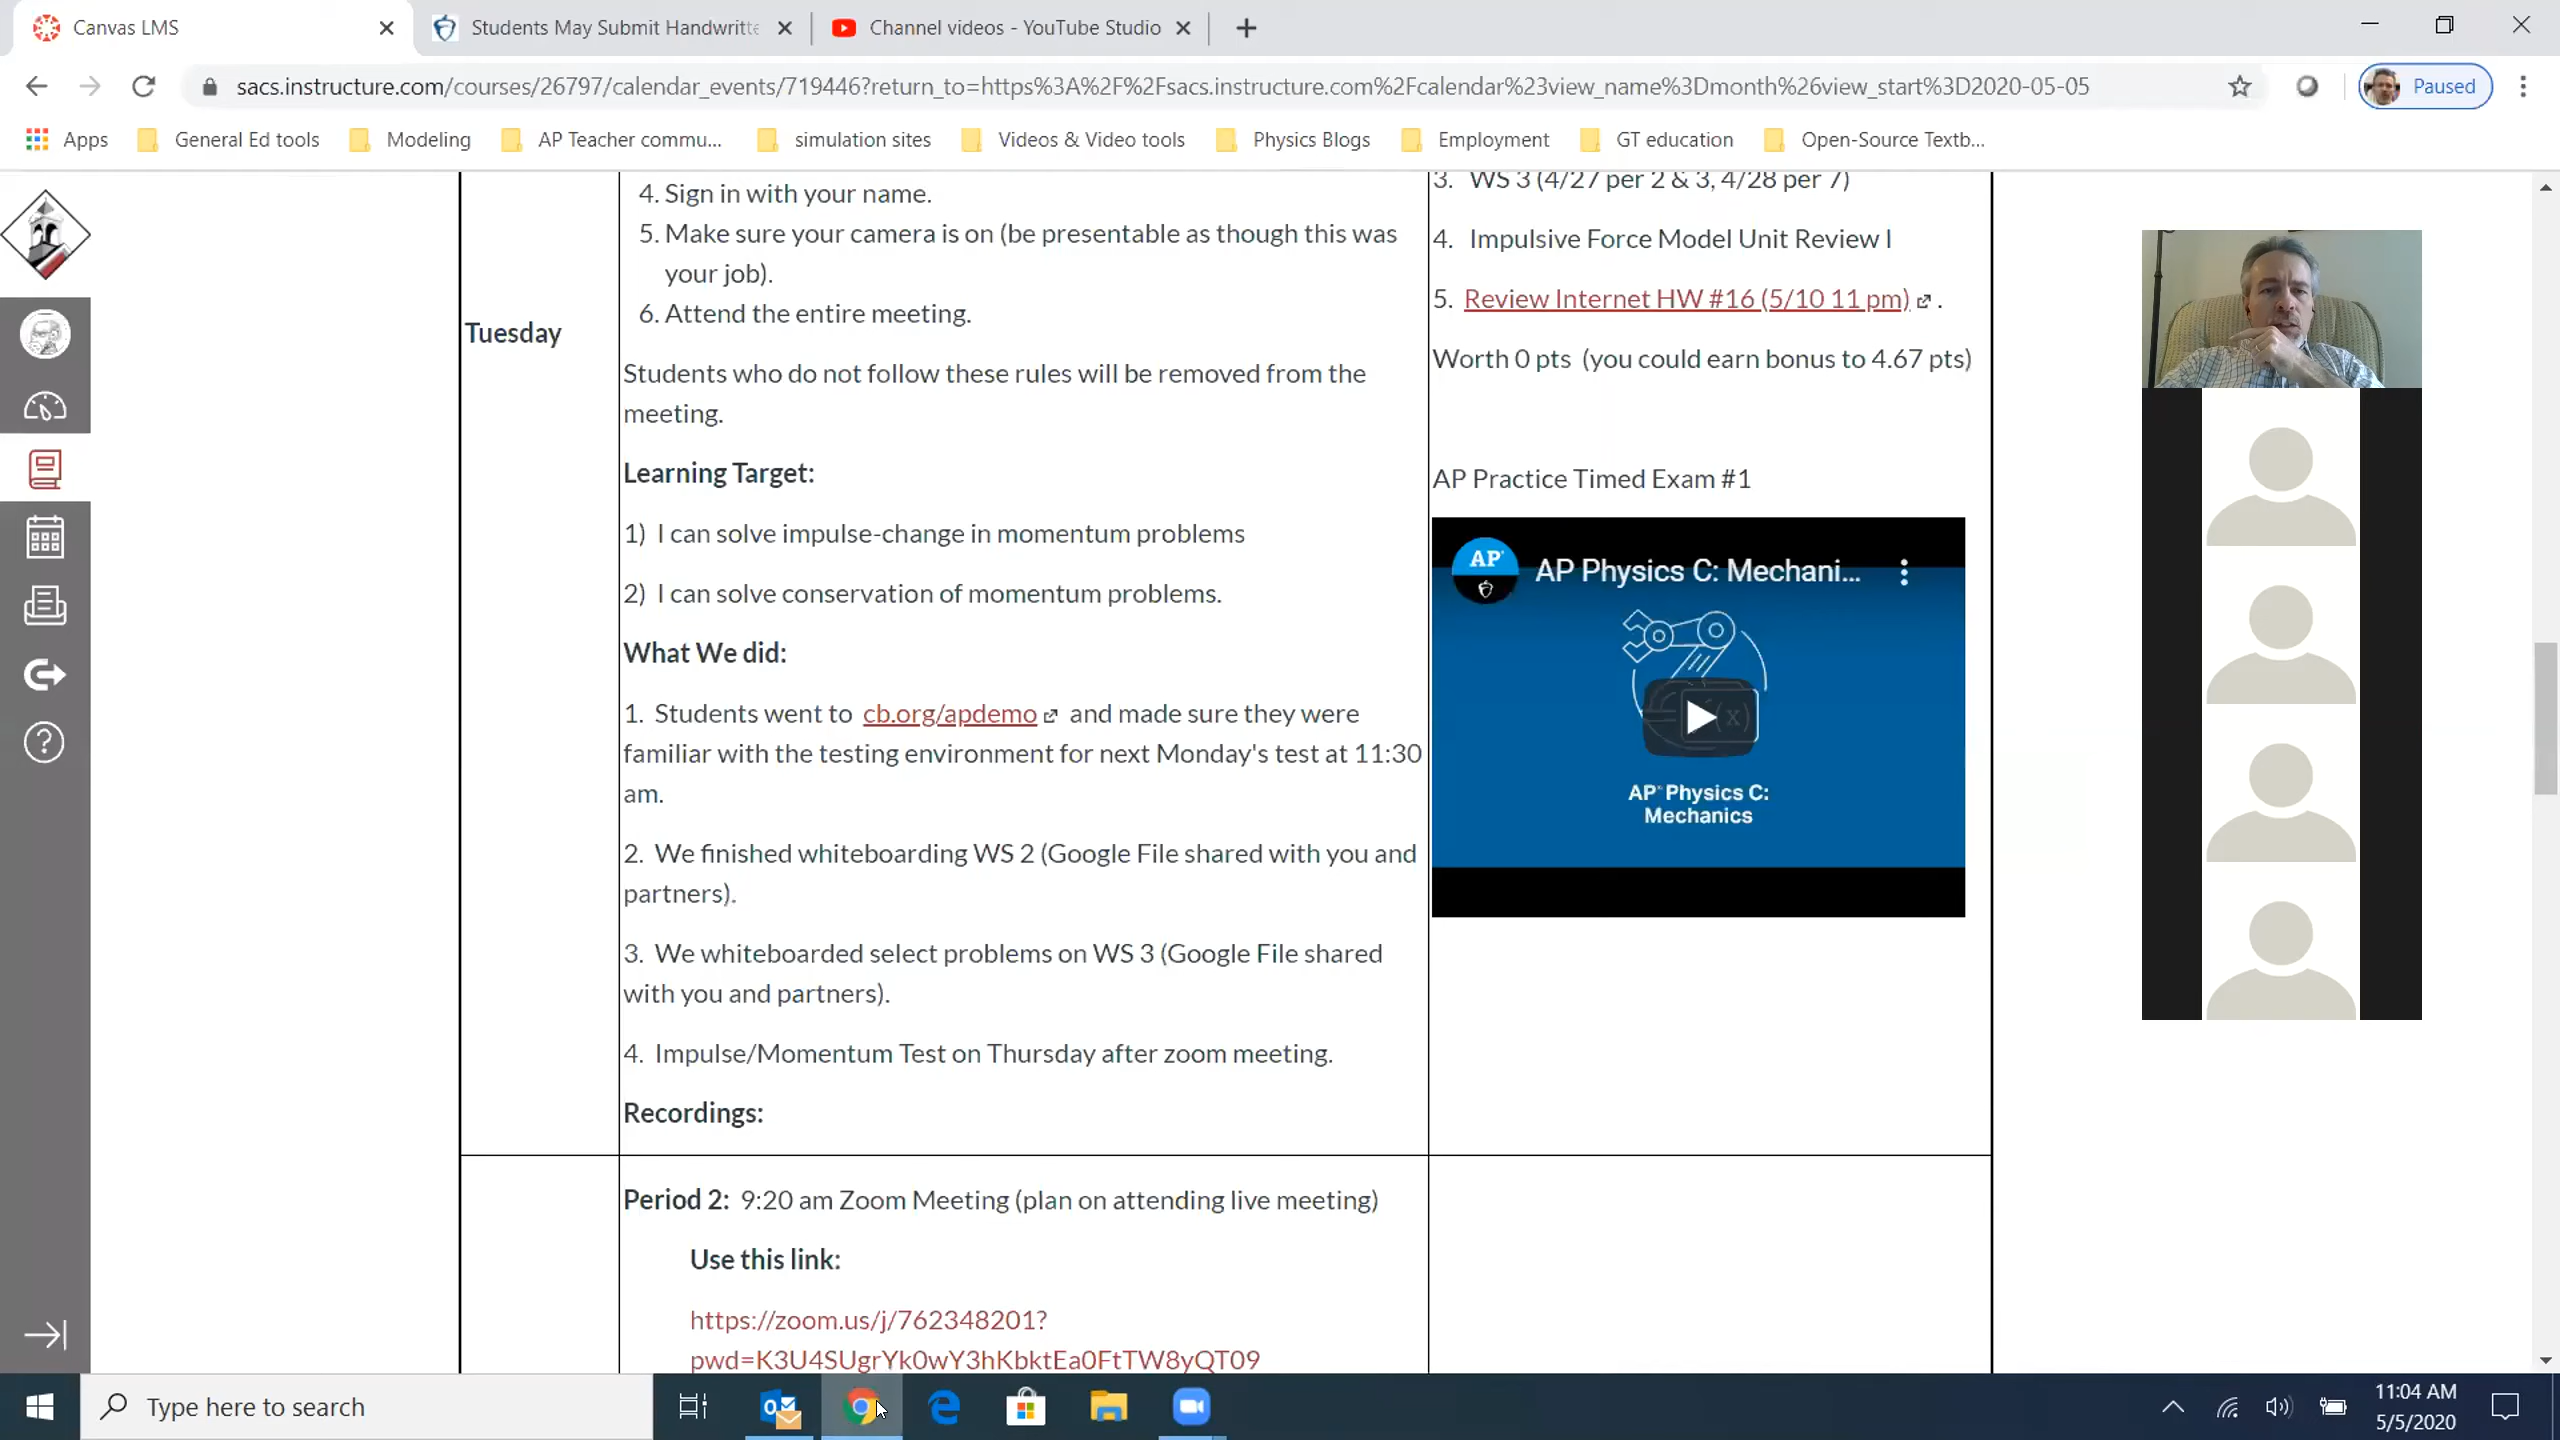 Canvas LMS
Students May Submit Handwritte
Channel videos - YouTube Studio
sacs.instructure.com/courses/26797/calendar_events/719446?return_to=https%3A%2F%2Fsacs.instructure.com%2Fcalendar%23view_name%3Dmonth%26view_start%3D2020-05-05
Paused
Apps
General Ed tools
Modeling
AP Teacher commu...
simulation sites
Videos & Video tools
Physics Blogs
Employment
GT education
Open-Source Textb...
Tuesday
4. Sign in with your name.
5. Make sure your camera is on (be presentable as though this was
your job).
6. Attend the entire meeting.
Students who do not follow these rules will be removed from the
meeting.
Learning Target:
1) I can solve impulse-change in momentum problems
2) I can solve conservation of momentum problems.
What We did:
1. Students went to cb.org/apdemo and made sure they were
familiar with the testing environment for next Monday's test at 11:30
am.
2. We finished whiteboarding WS 2 (Google File shared with you and
partners).
3. We whiteboarded select problems on WS 3 (Google File shared
with you and partners).
4. Impulse/Momentum Test on Thursday after zoom meeting.
Recordings:
3. WS 3 (4/27 per 2 & 3, 4/28 per 7)
4. Impulsive Force Model Unit Review I
5. Review Internet HW #16 (5/10 11 pm) .
Worth 0 pts (you could earn bonus to 4.67 pts)
AP Practice Timed Exam #1
AP
AP Physics C: Mechani...
(x)
AP® Physics C:
Mechanics
Period 2: 9:20 am Zoom Meeting (plan on attending live meeting)
Use this link:
https://zoom.us/j/762348201?
pwd=K3U4SUgrYk0wY3hKbktEa0FtTW8yQT09
Type here to search
11:04 AM
5/5/2020